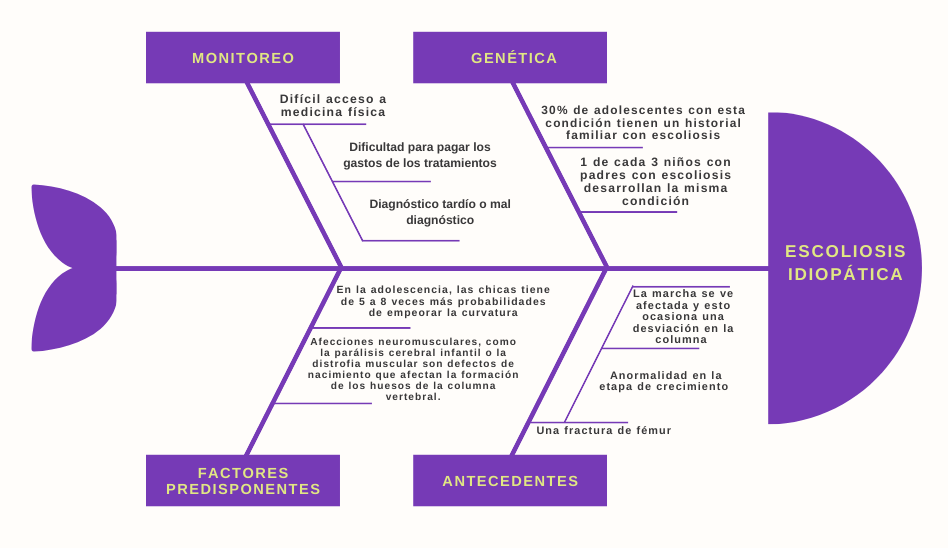 MONITOREO
GENÉTICA
Difícil acceso a
medicina física
Dificultad para pagar los
gastos de los tratamientos
Diagnóstico tardío o mal
diagnóstico
30% de adolescentes con esta
condición tienen un historial
familiar con escoliosis
1 de cada 3 niños con
padres con escoliosis
desarrollan la misma
condición
ESCOLIOSIS
IDIOPÁTICA
En la adolescencia, las chicas tiene
de 5 a 8 veces más probabilidades
de empeorar la curvatura
Afecciones neuromusculares, como
la parálisis cerebral infantil o la
distrofia muscular son defectos de
nacimiento que afectan la formación
de los huesos de la columna
vertebral.
La marcha se ve
afectada y esto
ocasiona una
desviación en la
columna
Anormalidad en la
etapa de crecimiento
Una fractura de fémur
FACTORES
PREDISPONENTES
ANTECEDENTES